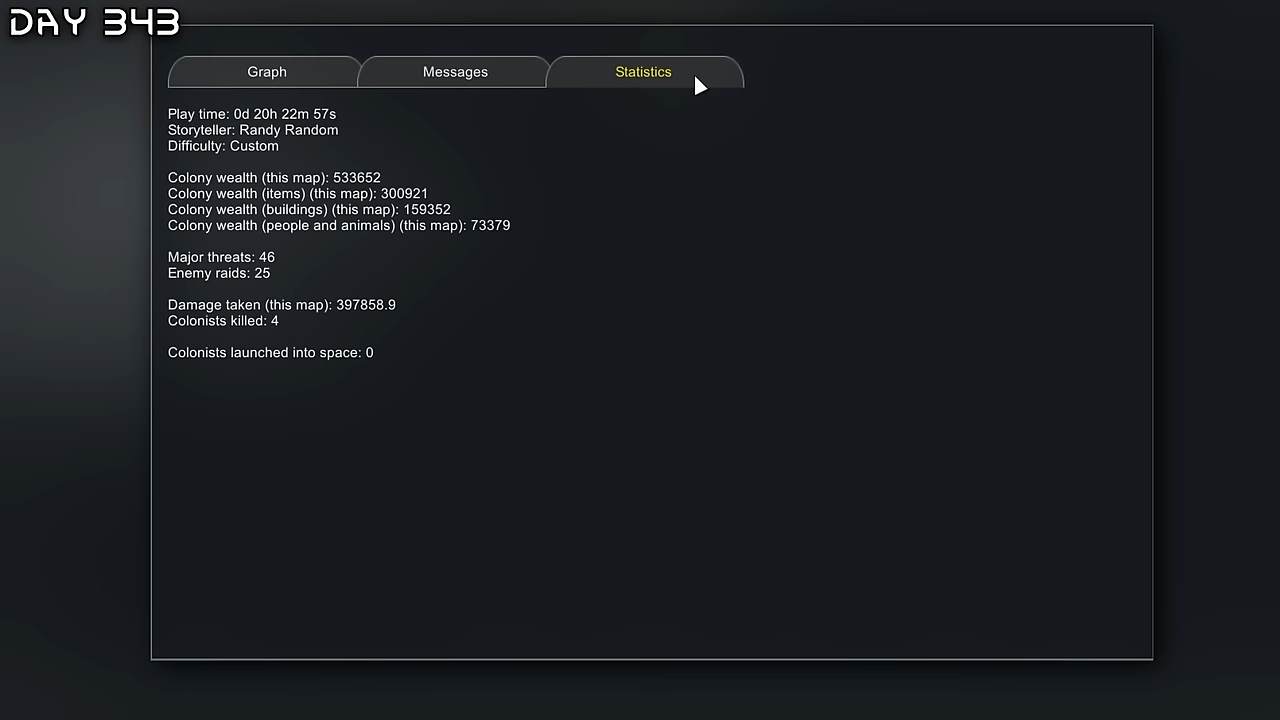 DAY 343
Graph
Messages
Statistics
Play time: 0d 20h 22m 57s
Storyteller: Randy Random
Difficulty: Custom
Colony wealth (this map): 533652
Colony wealth (items) (this map): 300921
Colony wealth (buildings) (this map): 159352
Colony wealth (people and animals) (this map): 73379
Major threats: 46
Enemy raids: 25
Damage taken (this map): 397858.9
Colonists killed: 4
Colonists launched into space: 0